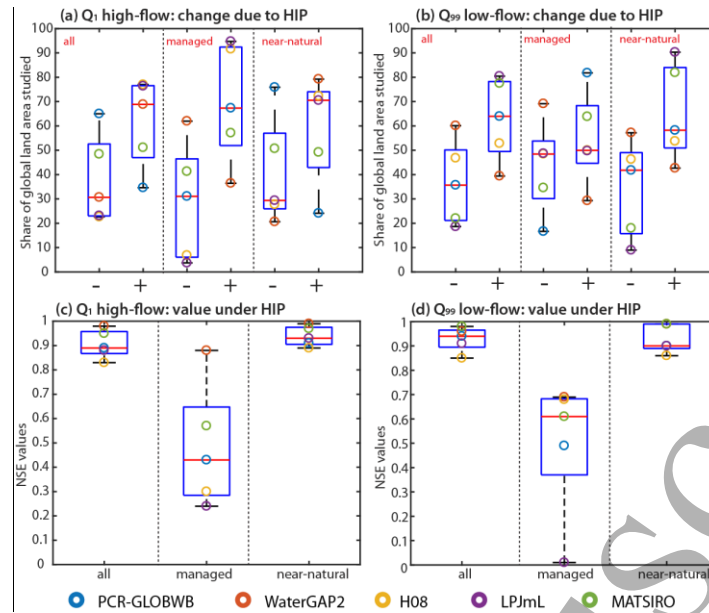 (a) Q₁ high-flow: change due to HIP
all
managed
near-natural
Share of global land area studied
100
90
80
70
60
50
40
30
20
10
0
- + - + - +
(b) Q₉₉ low-flow: change due to HIP
all
managed
near-natural
Share of global land area studied
100
90
80
70
60
50
40
30
20
10
0
- + - + - +
(c) Q₁ high-flow: value under HIP
NSE values
1
0.9
0.8
0.7
0.6
0.5
0.4
0.3
0.2
0.1
0
all managed near-natural
(d) Q₉₉ low-flow: value under HIP
NSE values
1
0.9
0.8
0.7
0.6
0.5
0.4
0.3
0.2
0.1
0
all managed near-natural
PCR-GLOBWB WaterGAP2 H08 LPJmL MATSIRO